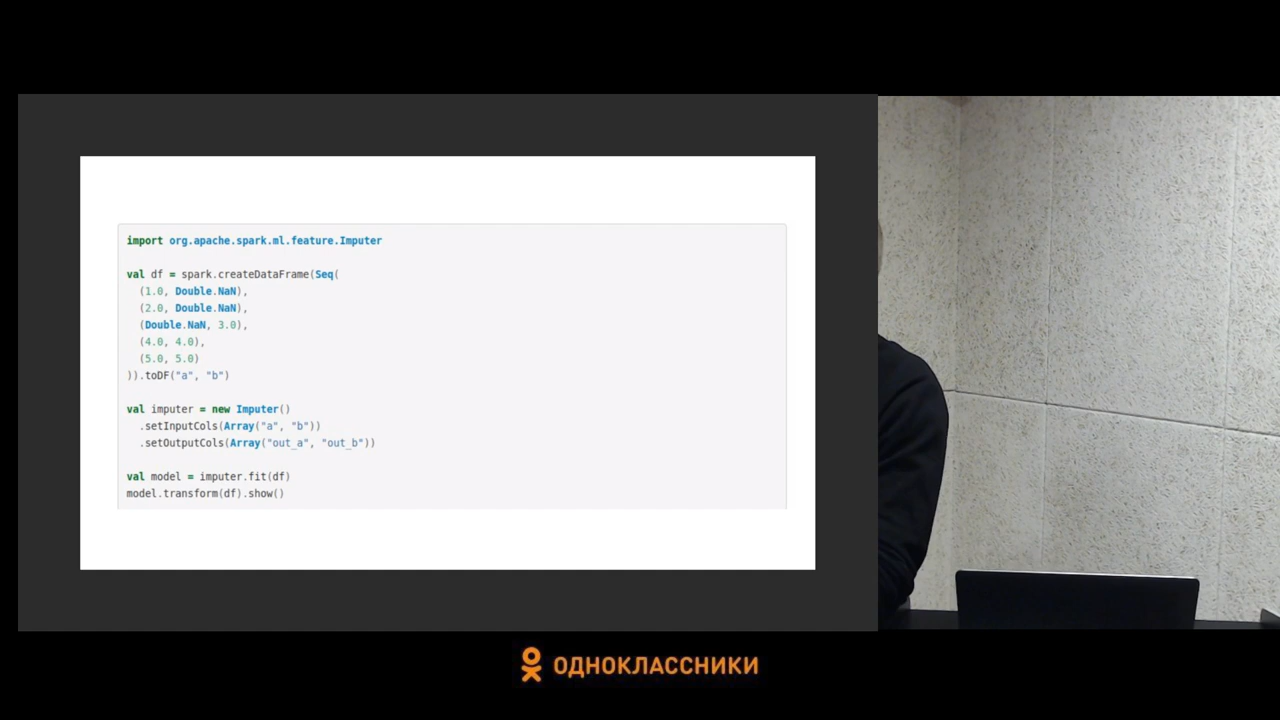 import org.apache.spark.ml.feature.Imputer
val df = spark.createDataFrame(Seq(
(1.0, Double.NaN),
(2.0, Double.NaN),
(Double.NaN, 3.0),
(4.0, 4.0),
(5.0, 5.0)
)).toDF("a", "b")
val imputer = new Imputer()
.setInputCols(Array("a", "b"))
.setOutputCols(Array("out_a", "out_b"))
val model = imputer.fit(df)
model.transform(df).show()
ОДНОКЛАССНИКИ